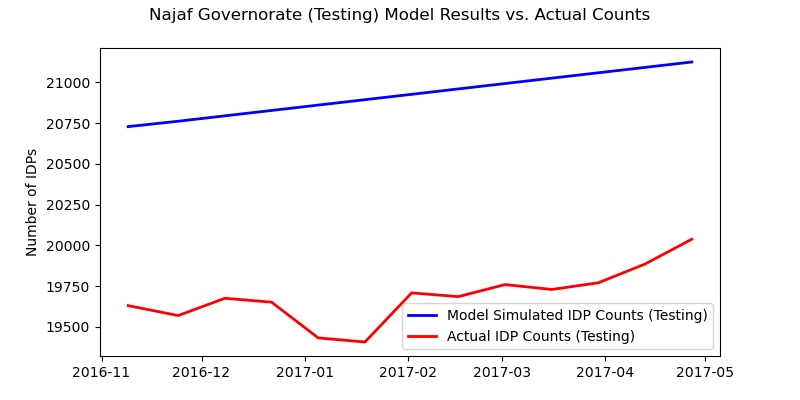 Najaf Governorate (Testing) Model Results vs. Actual Counts
Number of IDPs
21000
20750
20500
20250
20000
19750
19500
Model Simulated IDP Counts (Testing)
Actual IDP Counts (Testing)
2016-11 2016-12 2017-01 2017-02 2017-03 2017-04 2017-05